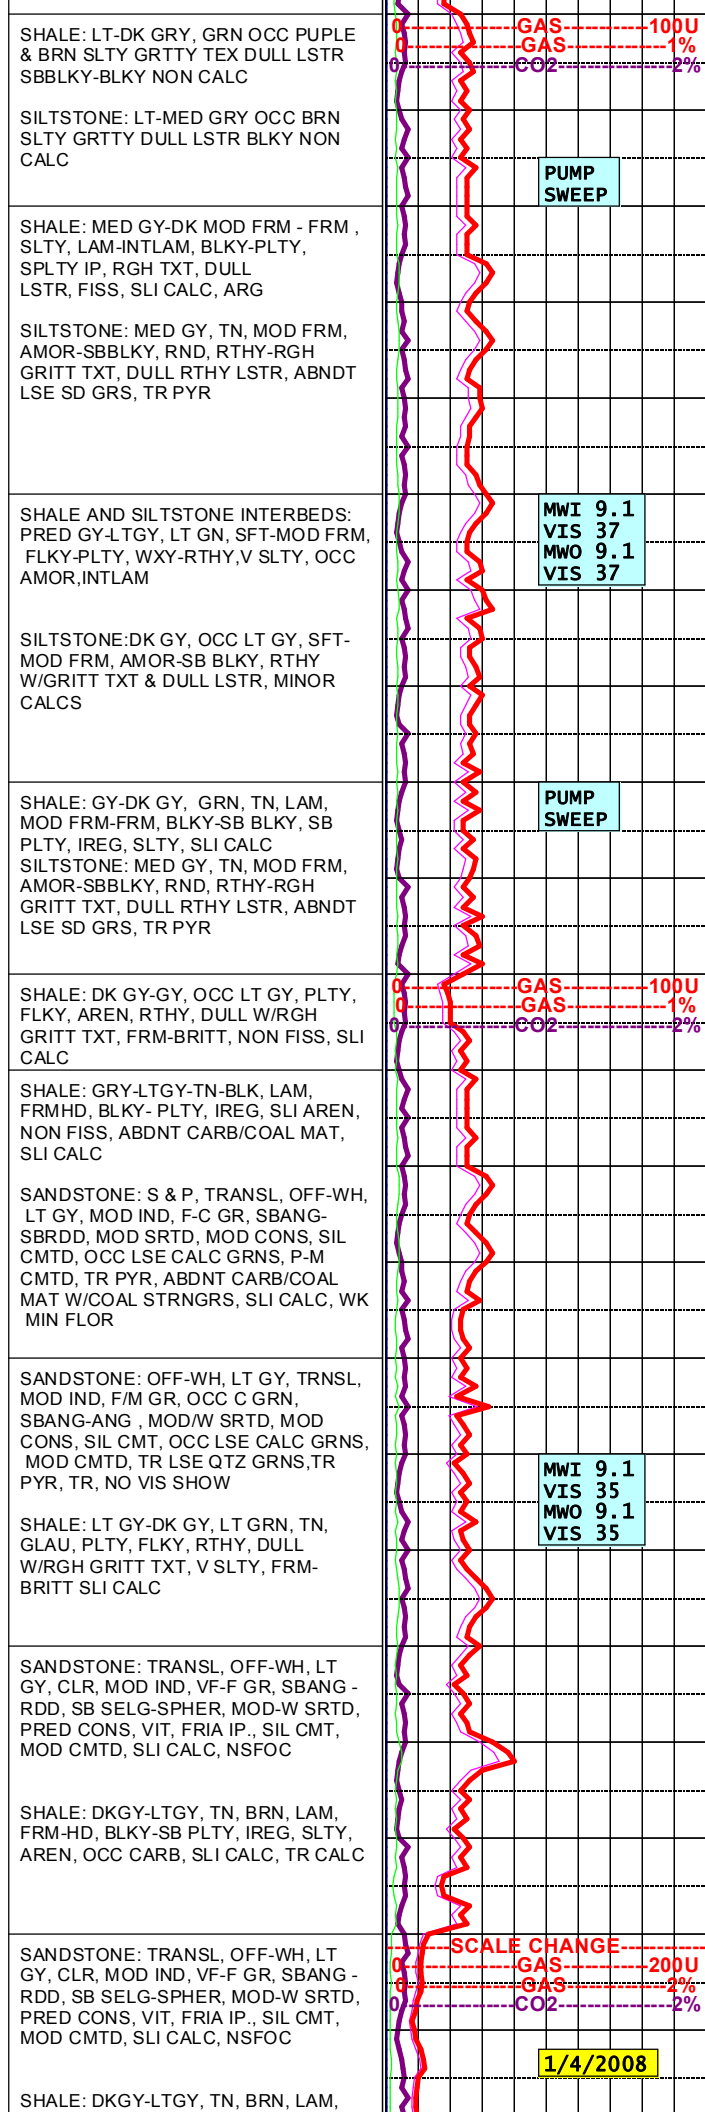 SHALE: LT-DK GRY, GRN OCC PUPLE
& BRN SLTY GRTTY TEX DULL LSTR
SBBLKY-BLKY NON CALC
SILTSTONE: LT-MED GRY OCC BRN
SLTY GRTTY DULL LSTR BLKY NON
CALC
0 GAS 100U
0 GAS 1%
0 CO2 2%
PUMP
SWEEP
SHALE: MED GY-DK MOD FRM - FRM ,
SLTY, LAM-INTLAM, BLKY-PLTY,
SPLTY IP, RGH TXT, DULL
LSTR, FISS, SLI CALC, ARG
SILTSTONE: MED GY, TN, MOD FRM,
AMOR-SBBLKY, RND, RTHY-RGH
GRITT TXT, DULL RTHY LSTR, ABNDT
LSE SD GRS, TR PYR
SHALE AND SILTSTONE INTERBEDS:
PRED GY-LTGY, LT GN, SFT-MOD FRM,
FLKY-PLTY, WXY-RTHY,V SLTY, OCC
AMOR,INTLAM
MWI 9.1
VIS 37
MWO 9.1
VIS 37
SILTSTONE:DK GY, OCC LT GY, SFT-
MOD FRM, AMOR-SB BLKY, RTHY
W/GRITT TXT & DULL LSTR, MINOR
CALCS
SHALE: GY-DK GY, GRN, TN, LAM,
MOD FRM-FRM, BLKY-SB BLKY, SB
PLTY, IREG, SLTY, SLI CALC
SILTSTONE: MED GY, TN, MOD FRM,
AMOR-SBBLKY, RND, RTHY-RGH
GRITT TXT, DULL RTHY LSTR, ABNDT
LSE SD GRS, TR PYR
PUMP
SWEEP
SHALE: DK GY-GY, OCC LT GY, PLTY,
FLKY, AREN, RTHY, DULL W/RGH
GRITT TXT, FRM-BRITT, NON FISS, SLI
CALC
0 GAS 100U
0 GAS 1%
0 CO2 2%
SHALE: GRY-LTGY-TN-BLK, LAM,
FRMHD, BLKY- PLTY, IREG, SLI AREN,
NON FISS, ABDNT CARB/COAL MAT,
SLI CALC
SANDSTONE: S & P, TRANSL, OFF-WH,
LT GY, MOD IND, F-C GR, SBANG-
SBRDD, MOD SRTD, MOD CONS, SIL
CMTD, OCC LSE CALC GRNS, P-M
CMTD, TR PYR, ABDNT CARB/COAL
MAT W/COAL STRNGRS, SLI CALC, WK
MIN FLOR
SANDSTONE: OFF-WH, LT GY, TRNSL,
MOD IND, F/M GR, OCC C GRN,
SBANG-ANG , MOD/W SRTD, MOD
CONS, SIL CMT, OCC LSE CALC GRNS,
MOD CMTD, TR LSE QTZ GRNS,TR
PYR, TR, NO VIS SHOW
MWI 9.1
VIS 35
MWO 9.1
VIS 35
SHALE: LT GY-DK GY, LT GRN, TN,
GLAU, PLTY, FLKY, RTHY, DULL
W/RGH GRITT TXT, V SLTY, FRM-
BRITT SLI CALC
SANDSTONE: TRANSL, OFF-WH, LT
GY, CLR, MOD IND, VF-F GR, SBANG -
RDD, SB SELG-SPHER, MOD-W SRTD,
PRED CONS, VIT, FRIA IP., SIL CMT,
MOD CMTD, SLI CALC, NSFOC
SHALE: DKGY-LTGY, TN, BRN, LAM,
FRM-HD, BLKY-SB PLTY, IREG, SLTY,
AREN, OCC CARB, SLI CALC, TR CALC
SCALE CHANGE
0 GAS 200U
0 GAS 2%
0 CO2 2%
SANDSTONE: TRANSL, OFF-WH, LT
GY, CLR, MOD IND, VF-F GR, SBANG -
RDD, SB SELG-SPHER, MOD-W SRTD,
PRED CONS, VIT, FRIA IP., SIL CMT,
MOD CMTD, SLI CALC, NSFOC
1/4/2008
SHALE: DKGY-LTGY, TN, BRN, LAM,